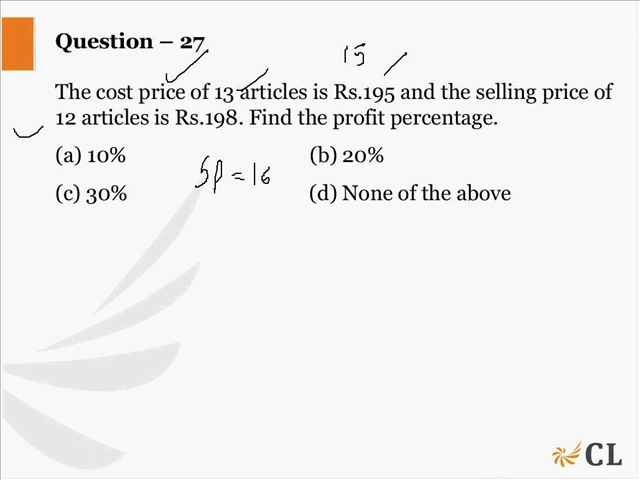 Question – 27
15
The cost price of 13 articles is Rs.195 and the selling price of
12 articles is Rs.198. Find the profit percentage.
(a) 10%
(b) 20%
SP = 16
(c) 30%
(d) None of the above
CL